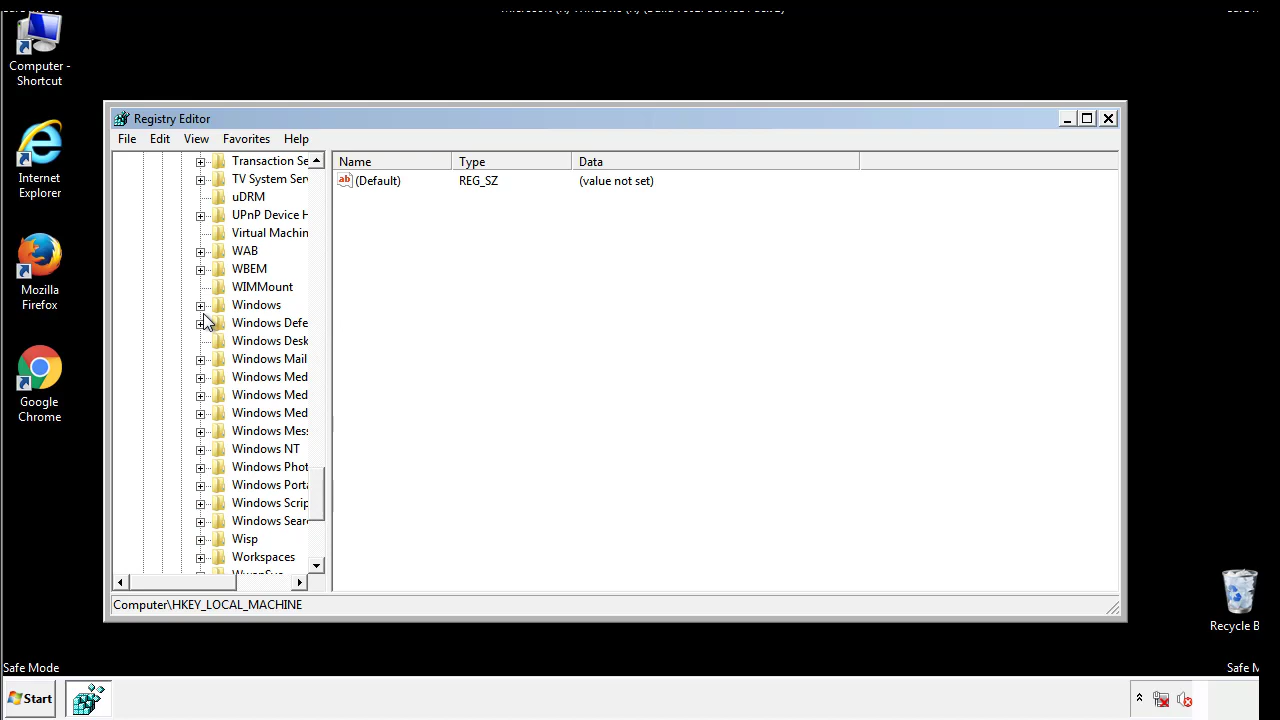 Computer -
Shortcut
Internet
Explorer
Mozilla
Firefox
Google
Chrome
Registry Editor
File Edit View Favorites Help
Transaction Se
TV System Serv
uDRM
UPnP Device H
Virtual Machin
WAB
WBEM
WIMMount
Windows
Windows Defe
Windows Desk
Windows Mail
Windows Med
Windows Med
Windows Med
Windows Mess
Windows NT
Windows Phot
Windows Porta
Windows Scrip
Windows Sear
Wisp
Workspaces
Name Type Data
ab (Default) REG_SZ (value not set)
Computer\HKEY_LOCAL_MACHINE
Recycle B
Safe Mode
Safe M
Start